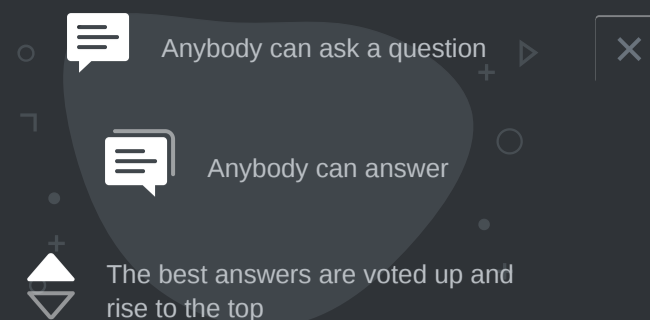 Anybody can ask a question
Anybody can answer
The best answers are voted up and
rise to the top